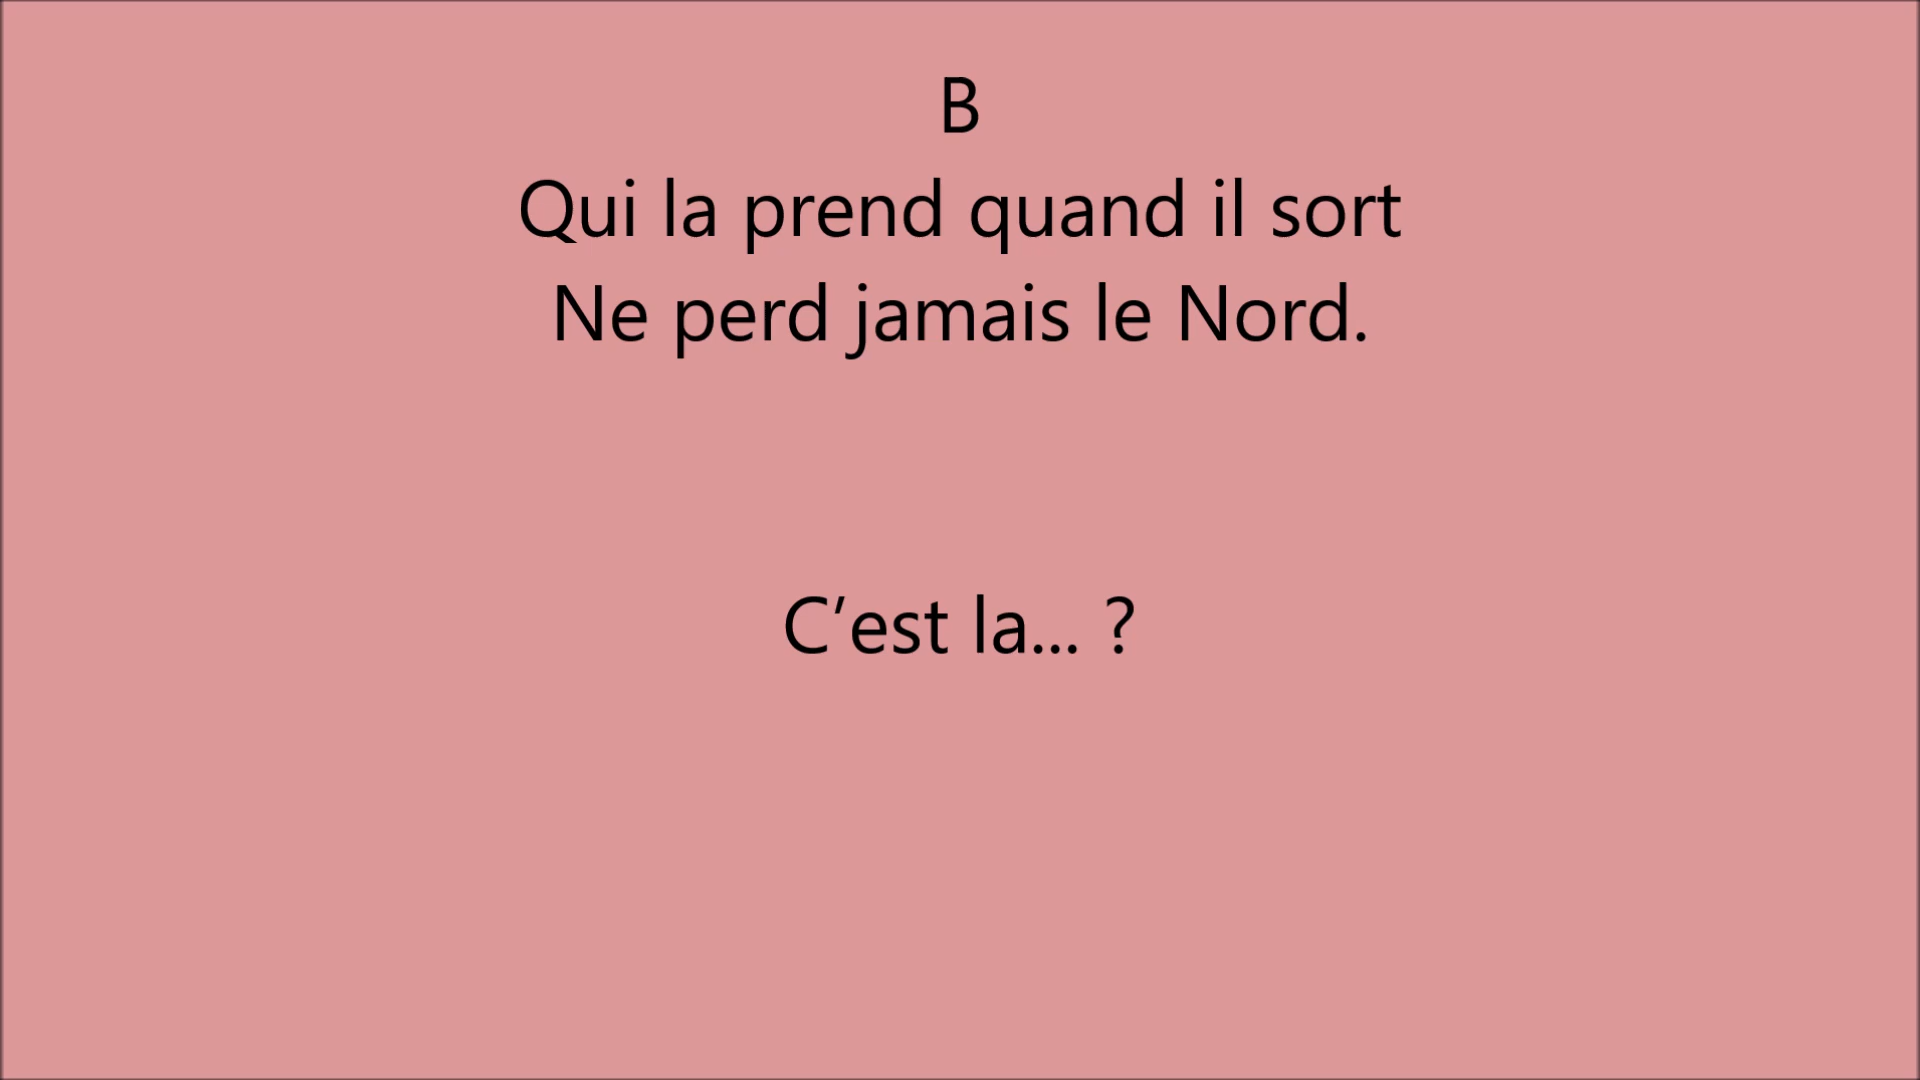 B
Qui la prend quand il sort
Ne perd jamais le Nord.
C’est la... ?